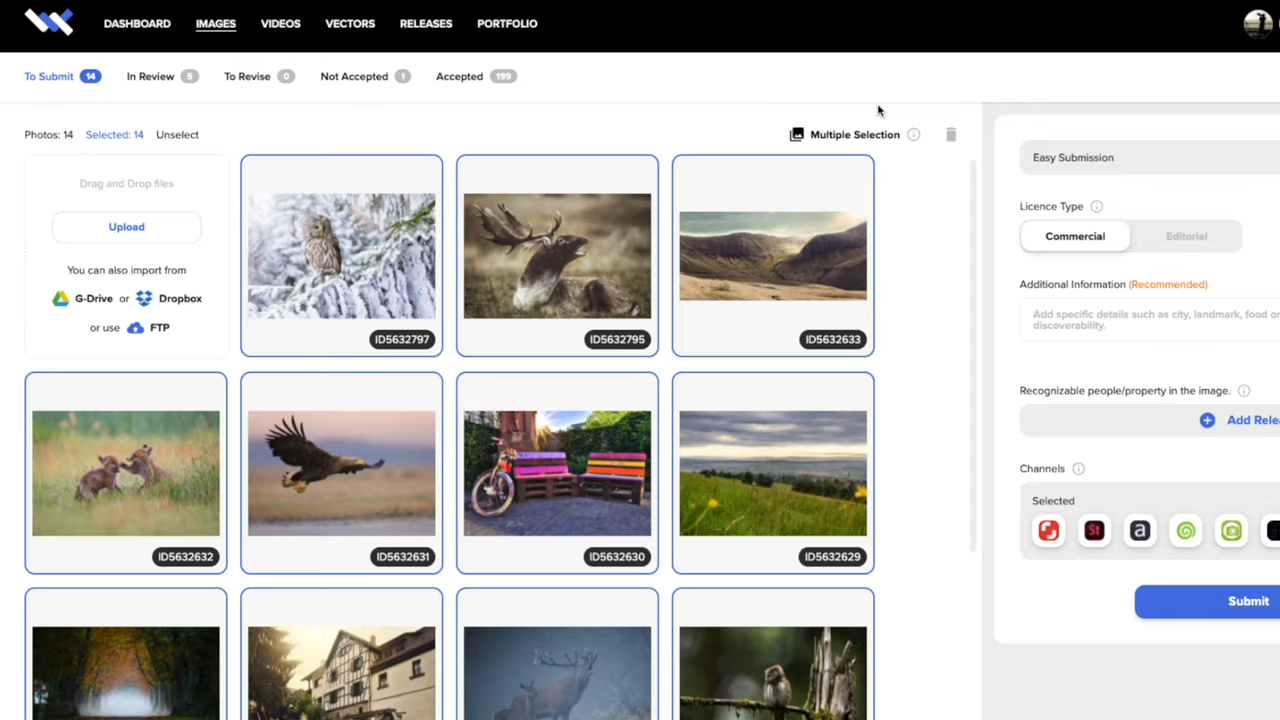 DASHBOARD IMAGES VIDEOS VECTORS RELEASES PORTFOLIO
To Submit 14 In Review 5 To Revise 0 Not Accepted 1 Accepted 199
Photos: 14 Selected: 14 Unselect Multiple Selection
Drag and Drop files
Upload
You can also import from
G-Drive or Dropbox
or use FTP
ID5632797
ID5632795
ID5632633
ID5632632
ID5632631
ID5632630
ID5632629
Easy Submission
Licence Type
Commercial Editorial
Additional Information (Recommended)
Add specific details such as city, landmark, food or
discoverability.
Recognizable people/property in the image.
Add Rele
Channels
Selected
St a
Submit